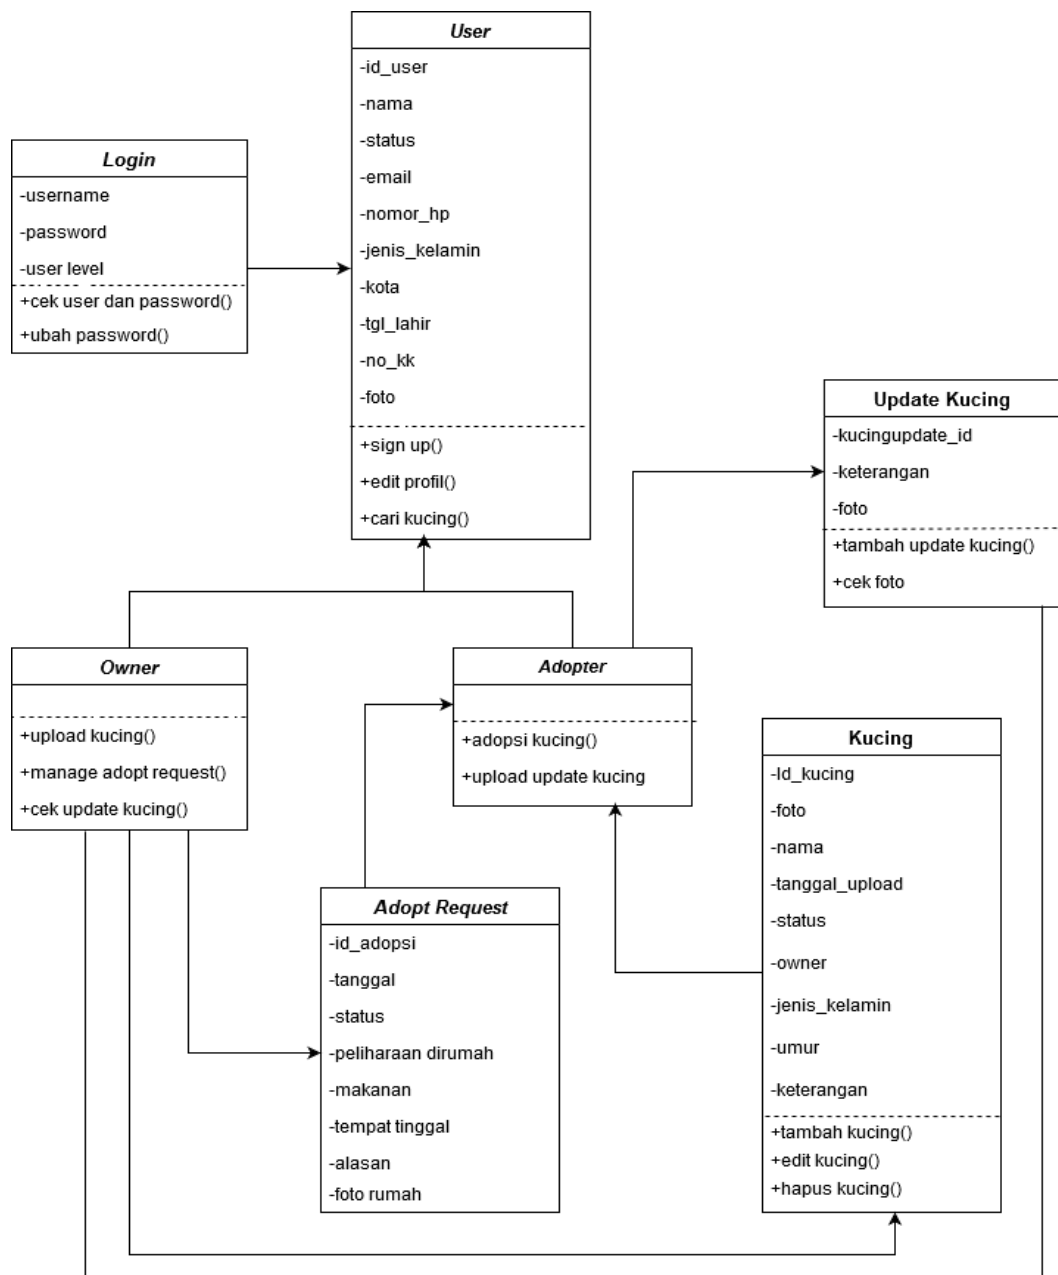 User
-id_user
-nama
-status
-email
-nomor_hp
-jenis_kelamin
-kota
-tgl_lahir
-no_kk
-foto
+sign up()
+edit profil()
+cari kucing()
Login
-username
-password
-user level
+cek user dan password()
+ubah password()
Update Kucing
-kucingupdate_id
-keterangan
-foto
+tambah update kucing()
+cek foto
Owner
+upload kucing()
+manage adopt request()
+cek update kucing()
Adopter
+adopsi kucing()
+upload update kucing
Kucing
-Id_kucing
-foto
-nama
-tanggal_upload
-status
-owner
-jenis_kelamin
-umur
-keterangan
+tambah kucing()
+edit kucing()
+hapus kucing()
Adopt Request
-id_adopsi
-tanggal
-status
-peliharaan dirumah
-makanan
-tempat tinggal
-alasan
-foto rumah